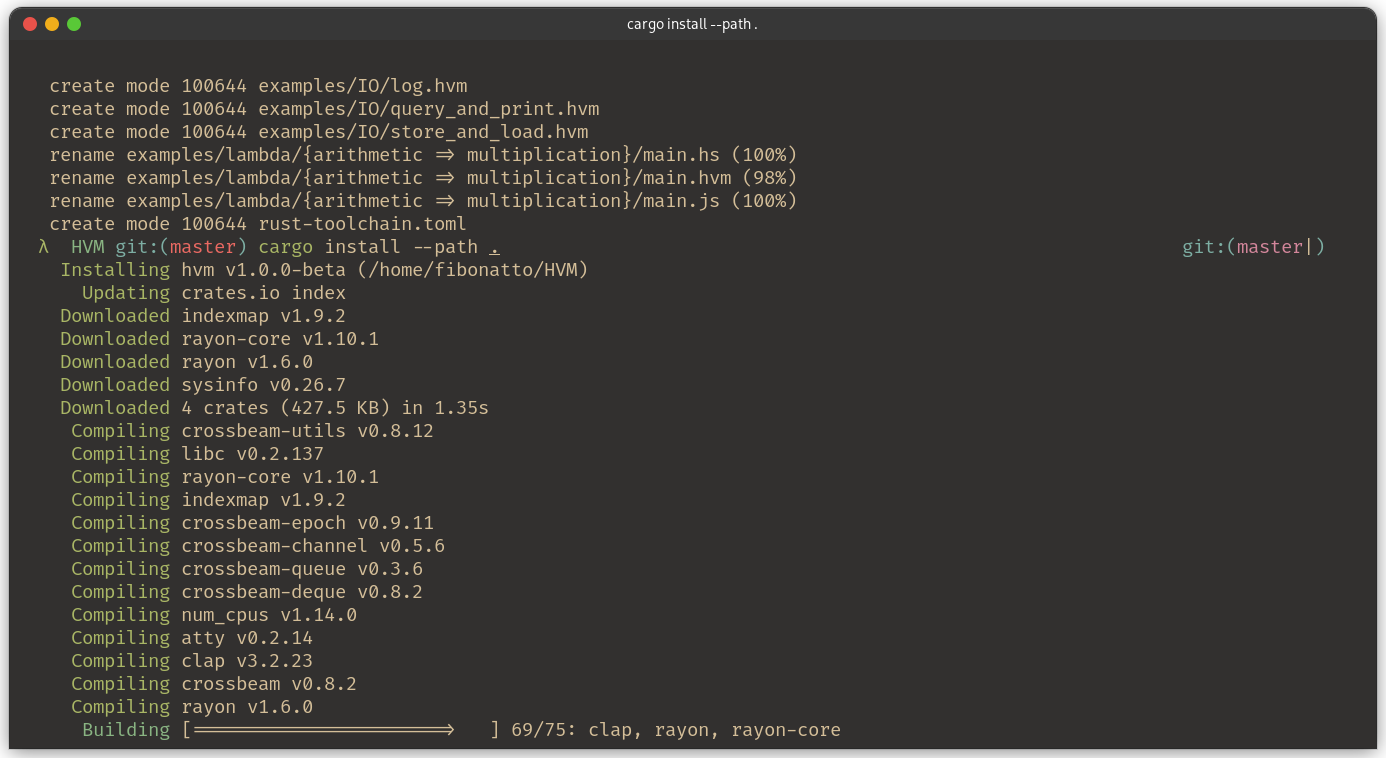 cargo install --path .
create mode 100644 examples/IO/log.hvm
create mode 100644 examples/IO/query_and_print.hvm
create mode 100644 examples/IO/store_and_load.hvm
rename examples/lambda/{arithmetic => multiplication}/main.hs (100%)
rename examples/lambda/{arithmetic => multiplication}/main.hvm (98%)
rename examples/lambda/{arithmetic => multiplication}/main.js (100%)
create mode 100644 rust-toolchain.toml
λ  HVM git:(master) cargo install --path . git:(master|)
Installing hvm v1.0.0-beta (/home/fibonatto/HVM)
Updating crates.io index
Downloaded indexmap v1.9.2
Downloaded rayon-core v1.10.1
Downloaded rayon v1.6.0
Downloaded sysinfo v0.26.7
Downloaded 4 crates (427.5 KB) in 1.35s
Compiling crossbeam-utils v0.8.12
Compiling libc v0.2.137
Compiling rayon-core v1.10.1
Compiling indexmap v1.9.2
Compiling crossbeam-epoch v0.9.11
Compiling crossbeam-channel v0.5.6
Compiling crossbeam-queue v0.3.6
Compiling crossbeam-deque v0.8.2
Compiling num_cpus v1.14.0
Compiling atty v0.2.14
Compiling clap v3.2.23
Compiling crossbeam v0.8.2
Compiling rayon v1.6.0
Building [=======================>   ] 69/75: clap, rayon, rayon-core